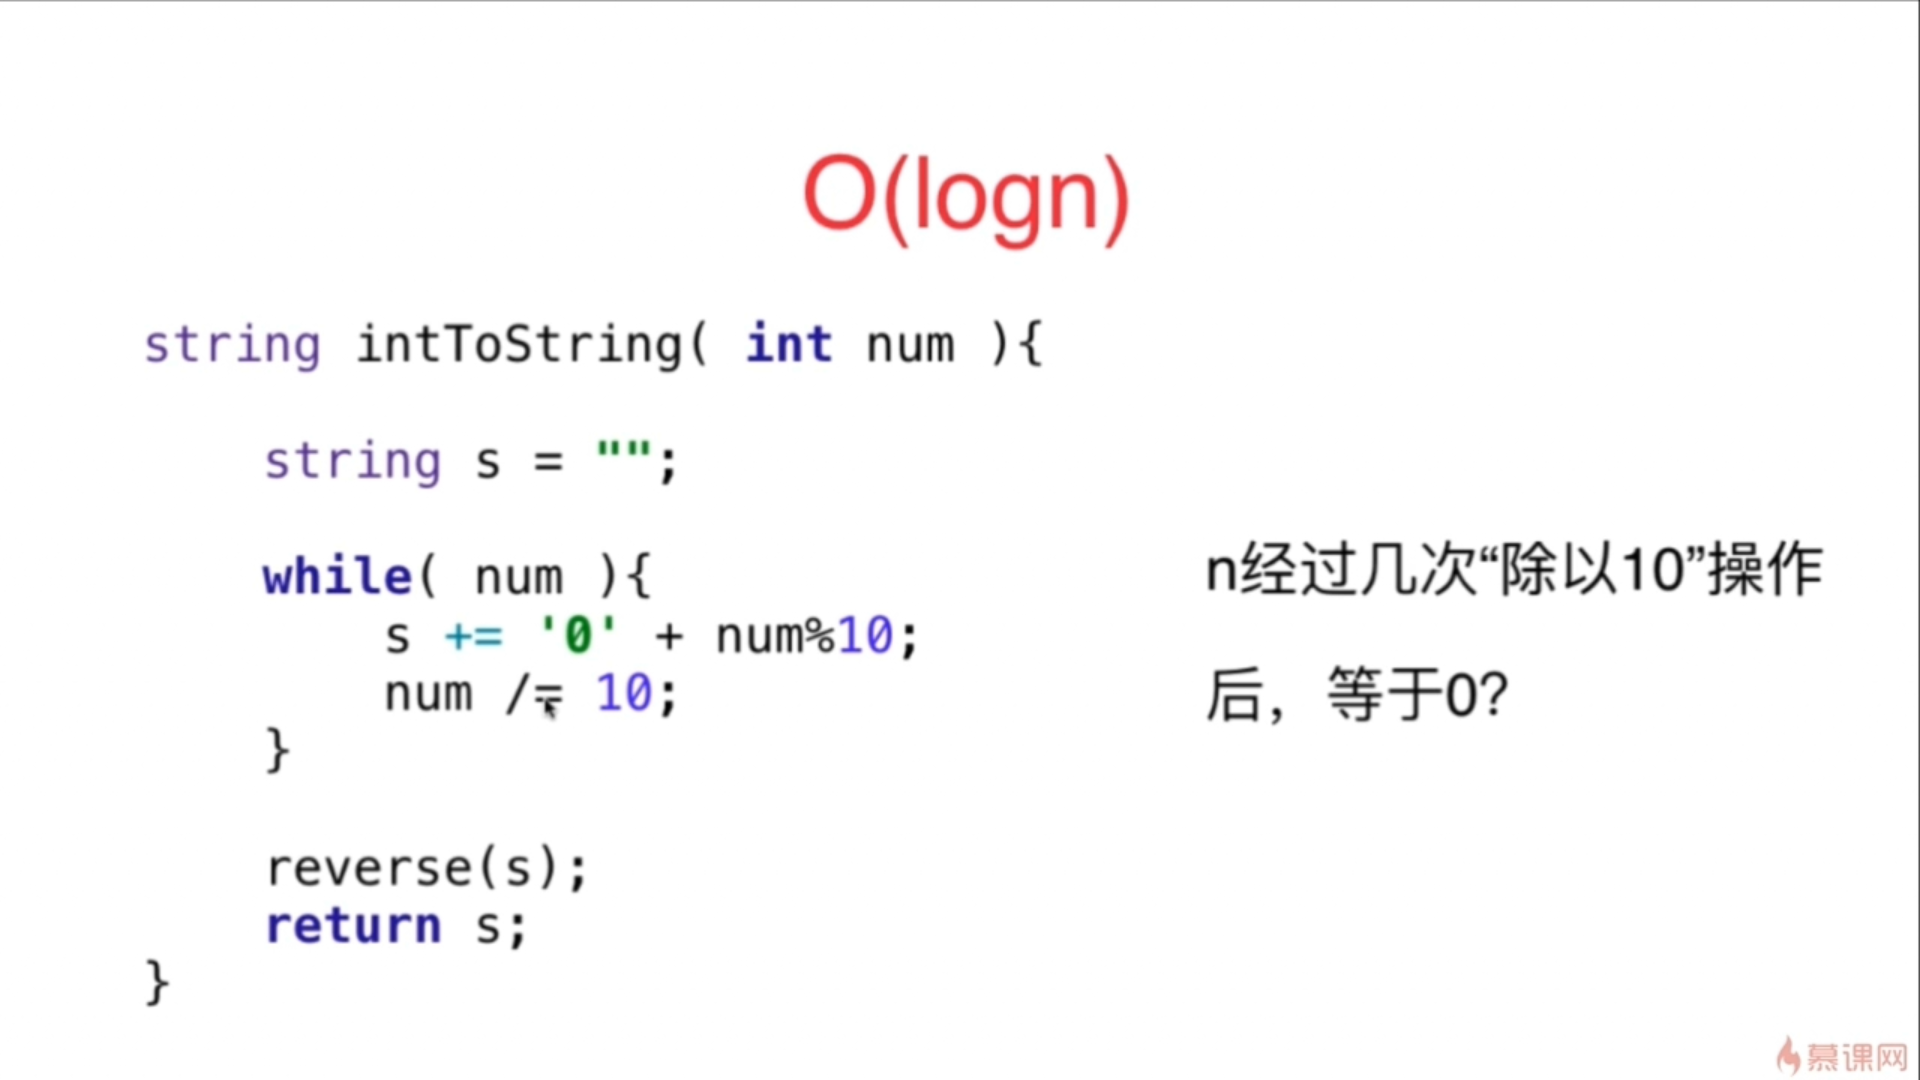 O(logn)
string intToString( int num ){
string s = "";
while( num ){
s += '0' + num%10;
num /= 10;
}
reverse(s);
return s;
}
n经过几次“除以10”操作
后，等于0?
慕课网